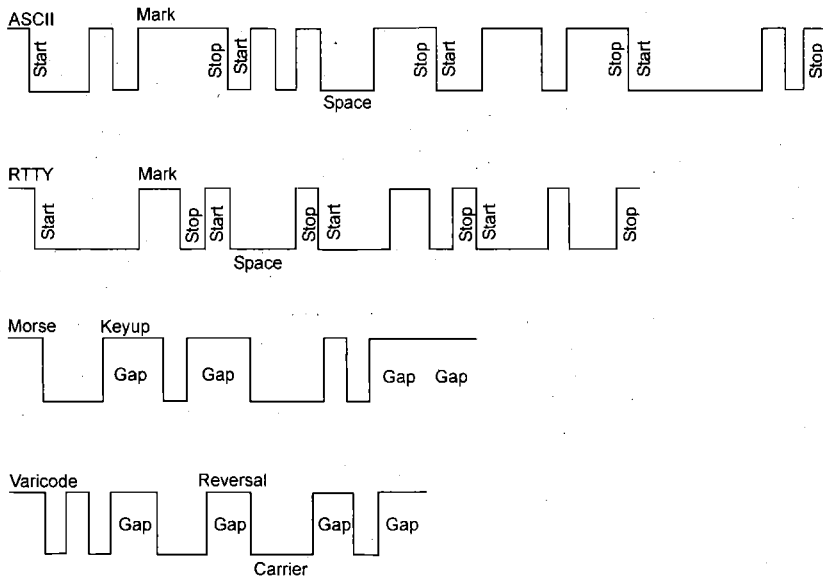 ASCII Mark
Start Stop Start Stop Start Stop Start Stop
Space
RTTY Mark
Start Stop Start Stop Start Stop Start Stop
Space
Morse Keyup
Gap Gap Gap Gap
Varicode Reversal
Gap Gap Gap Gap
Carrier